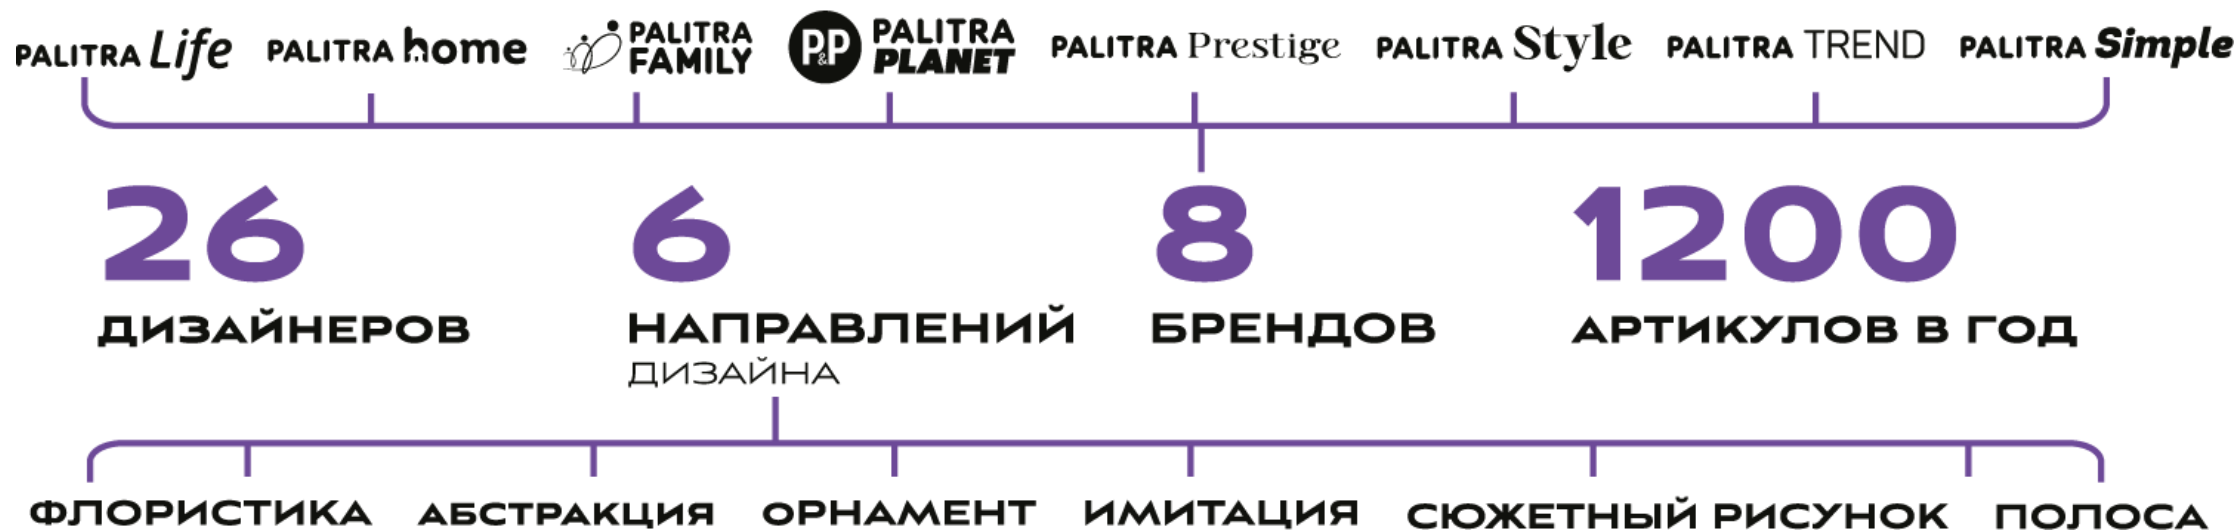 PALITRA Life
PALITRA home
PALITRA
FAMILY
P&P
PALITRA
PLANET
PALITRA Prestige
PALITRA Style
PALITRA TREND
PALITRA Simple
26
ДИЗАЙНЕРОВ
6
НАПРАВЛЕНИЙ
ДИЗАЙНА
8
БРЕНДОВ
1200
АРТИКУЛОВ В ГОД
ФЛОРИСТИКА
АБСТРАКЦИЯ
ОРНАМЕНТ
ИМИТАЦИЯ
СЮЖЕТНЫЙ РИСУНОК
ПОЛОСА